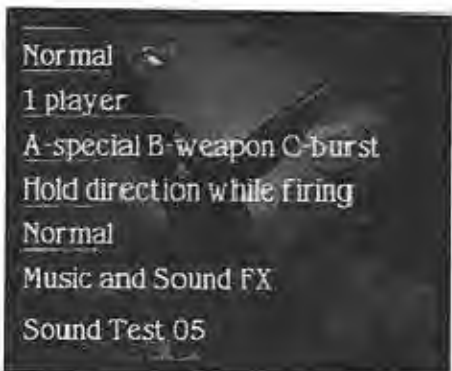 Normal
1 player
A-special B-weapon C-burst
Hold direction while firing
Normal
Music and Sound FX
Sound Test 05